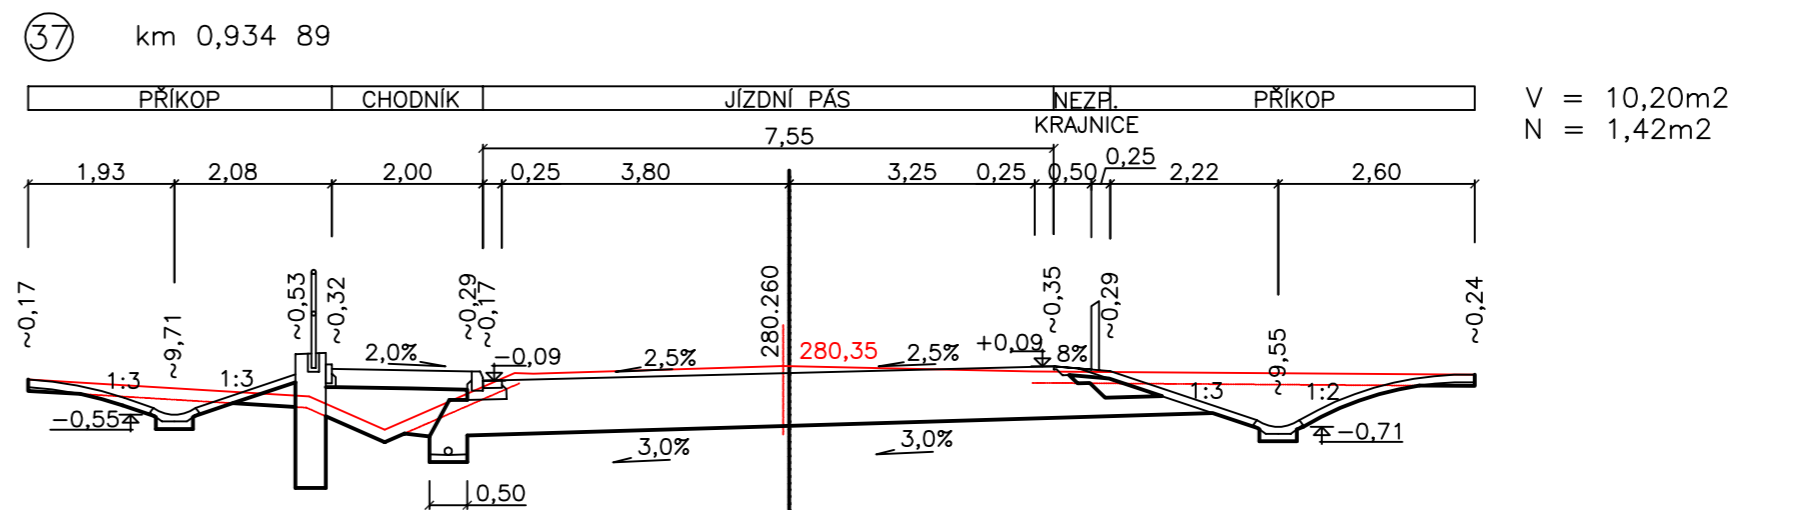 37 km 0,934 89
PŘÍKOP CHODNÍK JÍZDNÍ PÁS NEZP. PŘÍKOP
KRAJNICE
V = 10,20m2
N = 1,42m2
7,55
1,93 2,08 2,00 0,25 3,80 3,25 0,25 0,50 0,25 2,22 2,60
~0,17 ~9,71 ~0,53 ~0,32 ~0,29 ~0,17 280.260 ~0,35 ~0,29 ~9,55 ~0,24
2,0% -0,09 2,5% 280,35 2,5% +0,09 8%
1:3 1:3 1:3 1:2
-0,55 -0,71
3,0% 3,0%
0,50